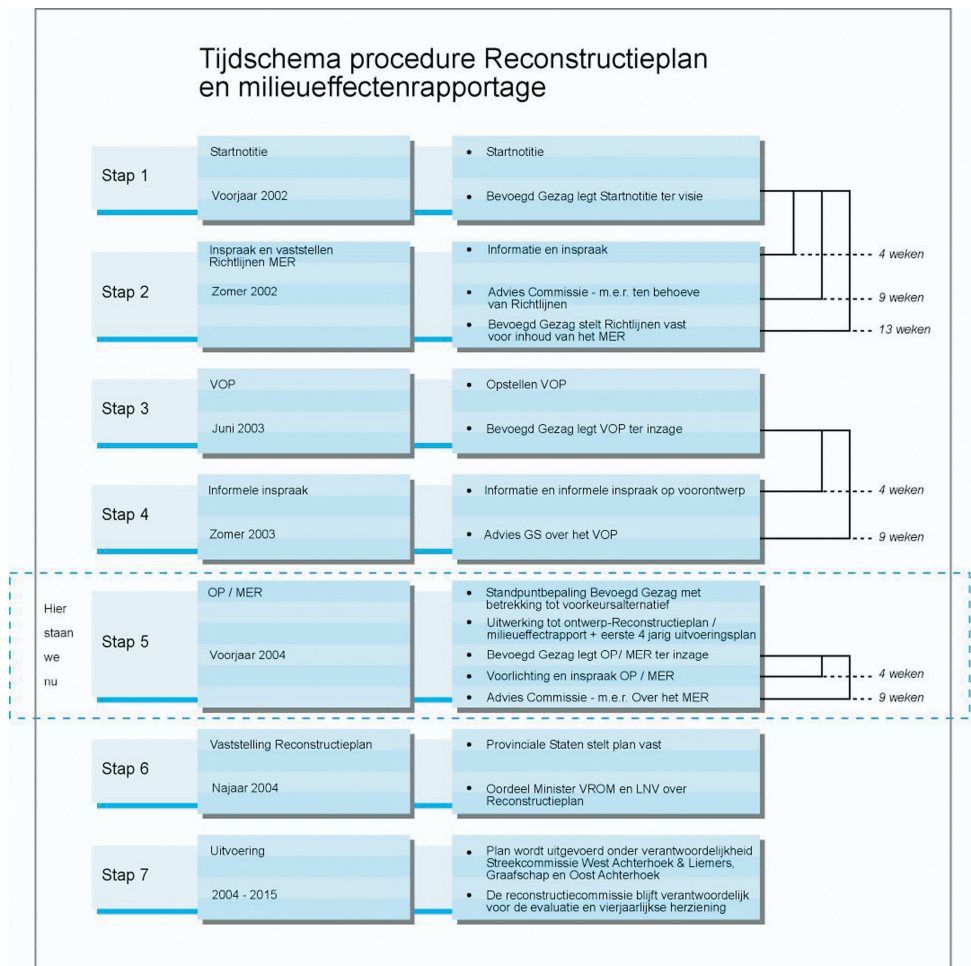 Tijdschema procedure Reconstructieplan
en milieueffectenrapportage
Stap 1
Startnotitie
Voorjaar 2002
• Startnotitie
• Bevoegd Gezag legt Startnotitie ter visie
Stap 2
Inspraak en vaststellen
Richtlijnen MER
Zomer 2002
• Informatie en inspraak
• Advies Commissie - m.e.r. ten behoeve
van Richtlijnen
• Bevoegd Gezag stelt Richtlijnen vast
voor inhoud van het MER
4 weken
9 weken
13 weken
Stap 3
VOP
Juni 2003
• Opstellen VOP
• Bevoegd Gezag legt VOP ter inzage
Stap 4
Informele inspraak
Zomer 2003
• Informatie en informele inspraak op voorontwerp
• Advies GS over het VOP
4 weken
9 weken
Hier
staan
we
nu
Stap 5
OP / MER
Voorjaar 2004
• Standpuntbepaling Bevoegd Gezag met
betrekking tot voorkeursalternatief
• Uitwerking tot ontwerp-Reconstructieplan /
milieueffectrapport + eerste 4 jarig uitvoeringsplan
• Bevoegd Gezag legt OP/ MER ter inzage
• Voorlichting en inspraak OP / MER
• Advies Commissie - m.e.r. Over het MER
4 weken
9 weken
Stap 6
Vaststelling Reconstructieplan
Najaar 2004
• Provinciale Staten stelt plan vast
• Oordeel Minister VROM en LNV over
Reconstructieplan
Stap 7
Uitvoering
2004 - 2015
• Plan wordt uitgevoerd onder verantwoordelijkheid
Streekcommissie West Achterhoek & Liemers,
Graafschap en Oost Achterhoek
• De reconstructiecommissie blijft verantwoordelijk
voor de evaluatie en vierjaarlijkse herziening